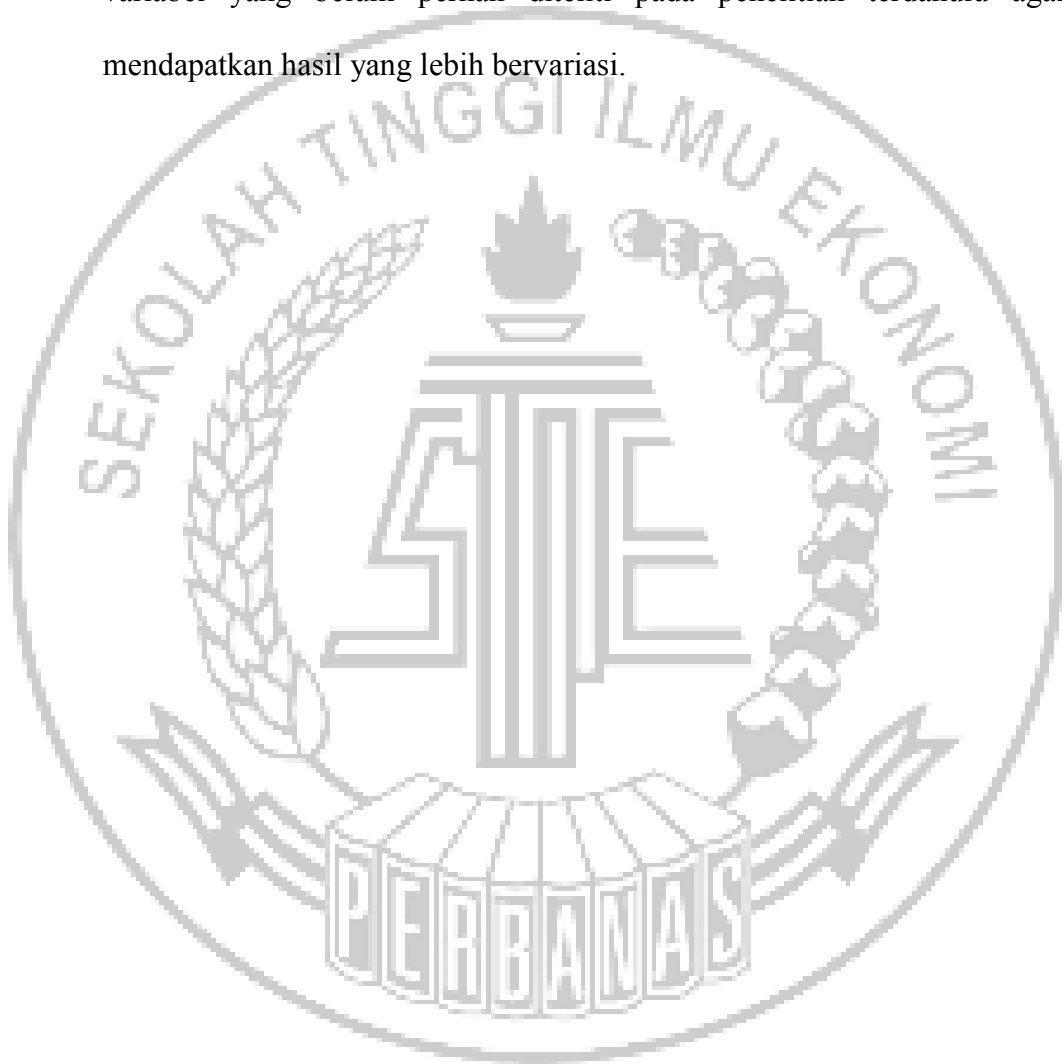 variabel yang belum pernah diteliti pada penelitian terdahulu agar
mendapatkan hasil yang lebih bervariasi.
SEKOLAH TINGGI ILMU EKONOMI
STIE
PERBANAS